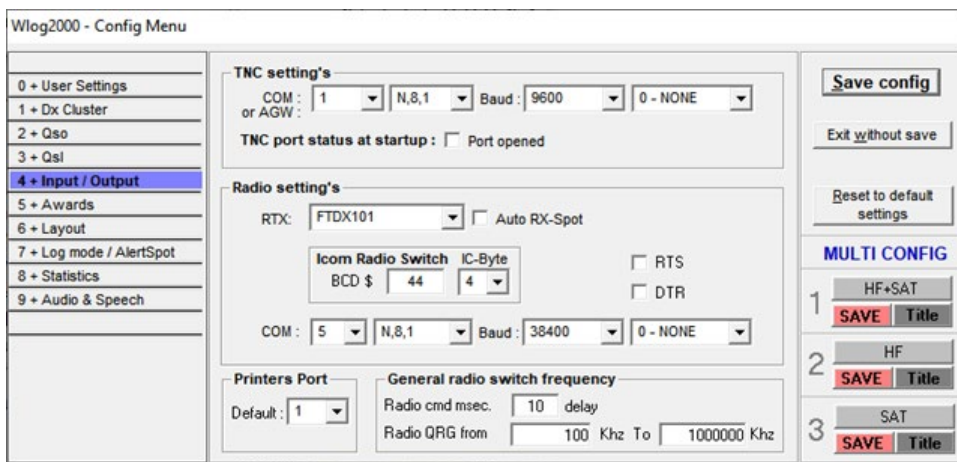 Wlog2000 - Config Menu
0 + User Settings
1 + Dx Cluster
2 + Qso
3 + Qsl
4 + Input / Output
5 + Awards
6 + Layout
7 + Log mode / AlertSpot
8 + Statistics
9 + Audio & Speech
TNC setting's
COM : 1 N,8,1 Baud : 9600 0 - NONE
or AGW :
TNC port status at startup : Port opened
Radio setting's
RTX: FTDX101 Auto RX-Spot
Icom Radio Switch IC-Byte
BCD $ 44 4
RTS
DTR
COM : 5 N,8,1 Baud : 38400 0 - NONE
Printers Port
Default : 1
General radio switch frequency
Radio cmd msec. 10 delay
Radio QRG from 100 Khz To 1000000 Khz
Save config
Exit without save
Reset to default
settings
MULTI CONFIG
1 HF+SAT
SAVE Title
2 HF
SAVE Title
3 SAT
SAVE Title